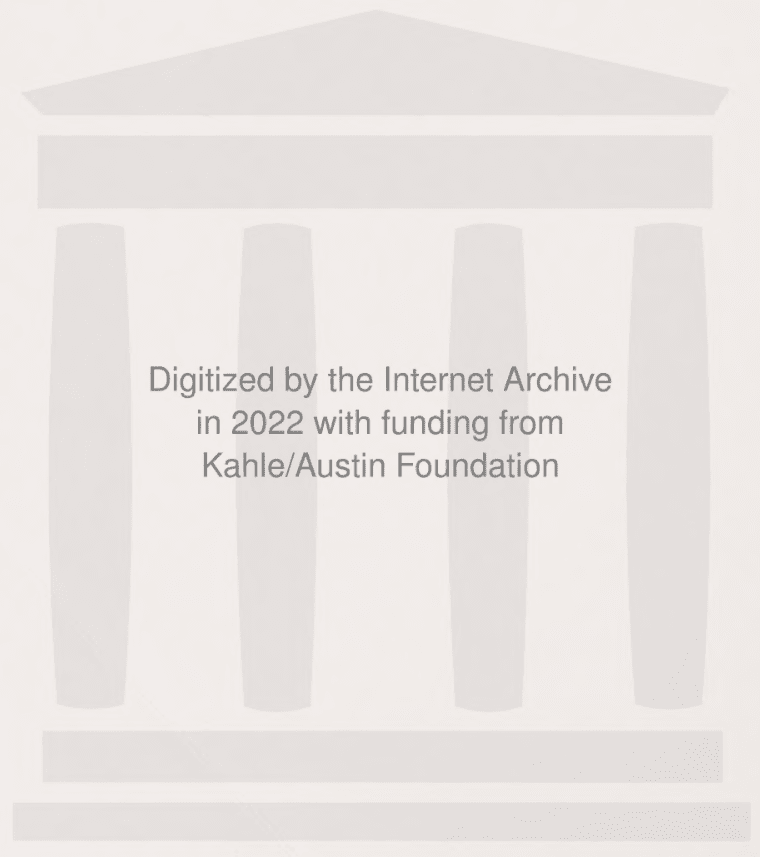 Digitized by the Internet Archive
in 2022 with funding from
Kahle/Austin Foundation